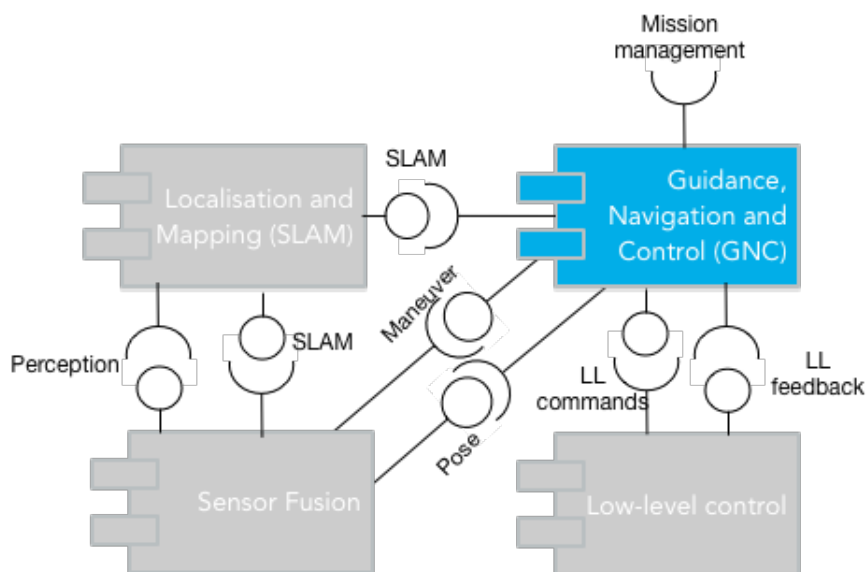 Mission
management
SLAM
Localisation and
Mapping (SLAM)
Guidance,
Navigation and
Control (GNC)
Maneuver
Perception
SLAM
LL
commands
LL
feedback
Pose
Sensor Fusion
Low-level control